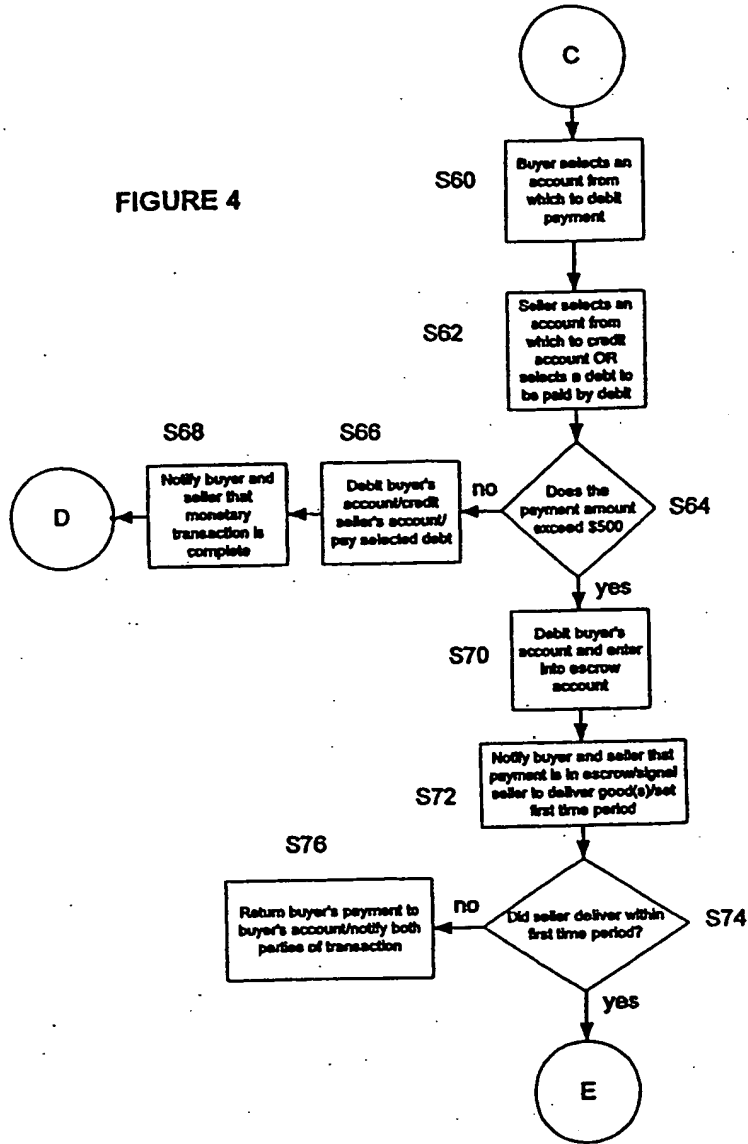 C
FIGURE 4
S60
Buyer selects an
account from
which to debit
payment
S62
Seller selects an
account from
which to credit
account OR
selects a debt to
be paid by debit
S64
Does the
payment amount
exceed $500
no
S66
Debit buyer's
account/credit
seller's account/
pay selected debt
S68
Notify buyer and
seller that
monetary
transaction is
complete
D
yes
S70
Debit buyer's
account and enter
into escrow
account
S72
Notify buyer and seller that
payment is in escrow/signal
seller to deliver good(s)/set
first time period
S74
Did seller deliver within
first time period?
no
S76
Return buyer's payment to
buyer's account/notify both
parties of transaction
yes
E